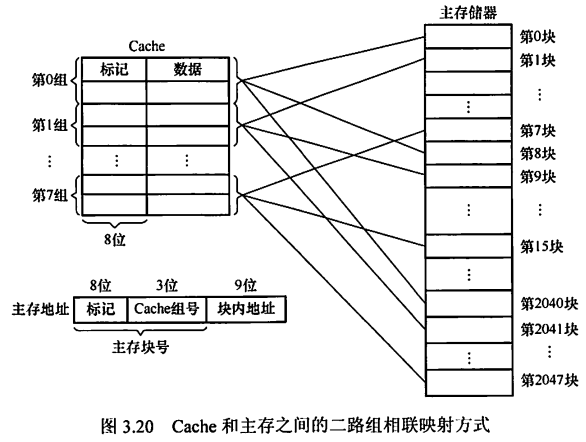 Cache
标记 数据
第0组
第1组
⋮ ⋮ ⋮
第7组
8位
8位 3位 9位
主存地址 标记 Cache组号 块内地址
主存块号
主存储器
第0块
第1块
⋮ ⋮
第7块
第8块
第9块
⋮ ⋮
第15块
⋮
第2040块
第2041块
⋮ ⋮
第2047块
图 3.20 Cache 和主存之间的二路组相联映射方式